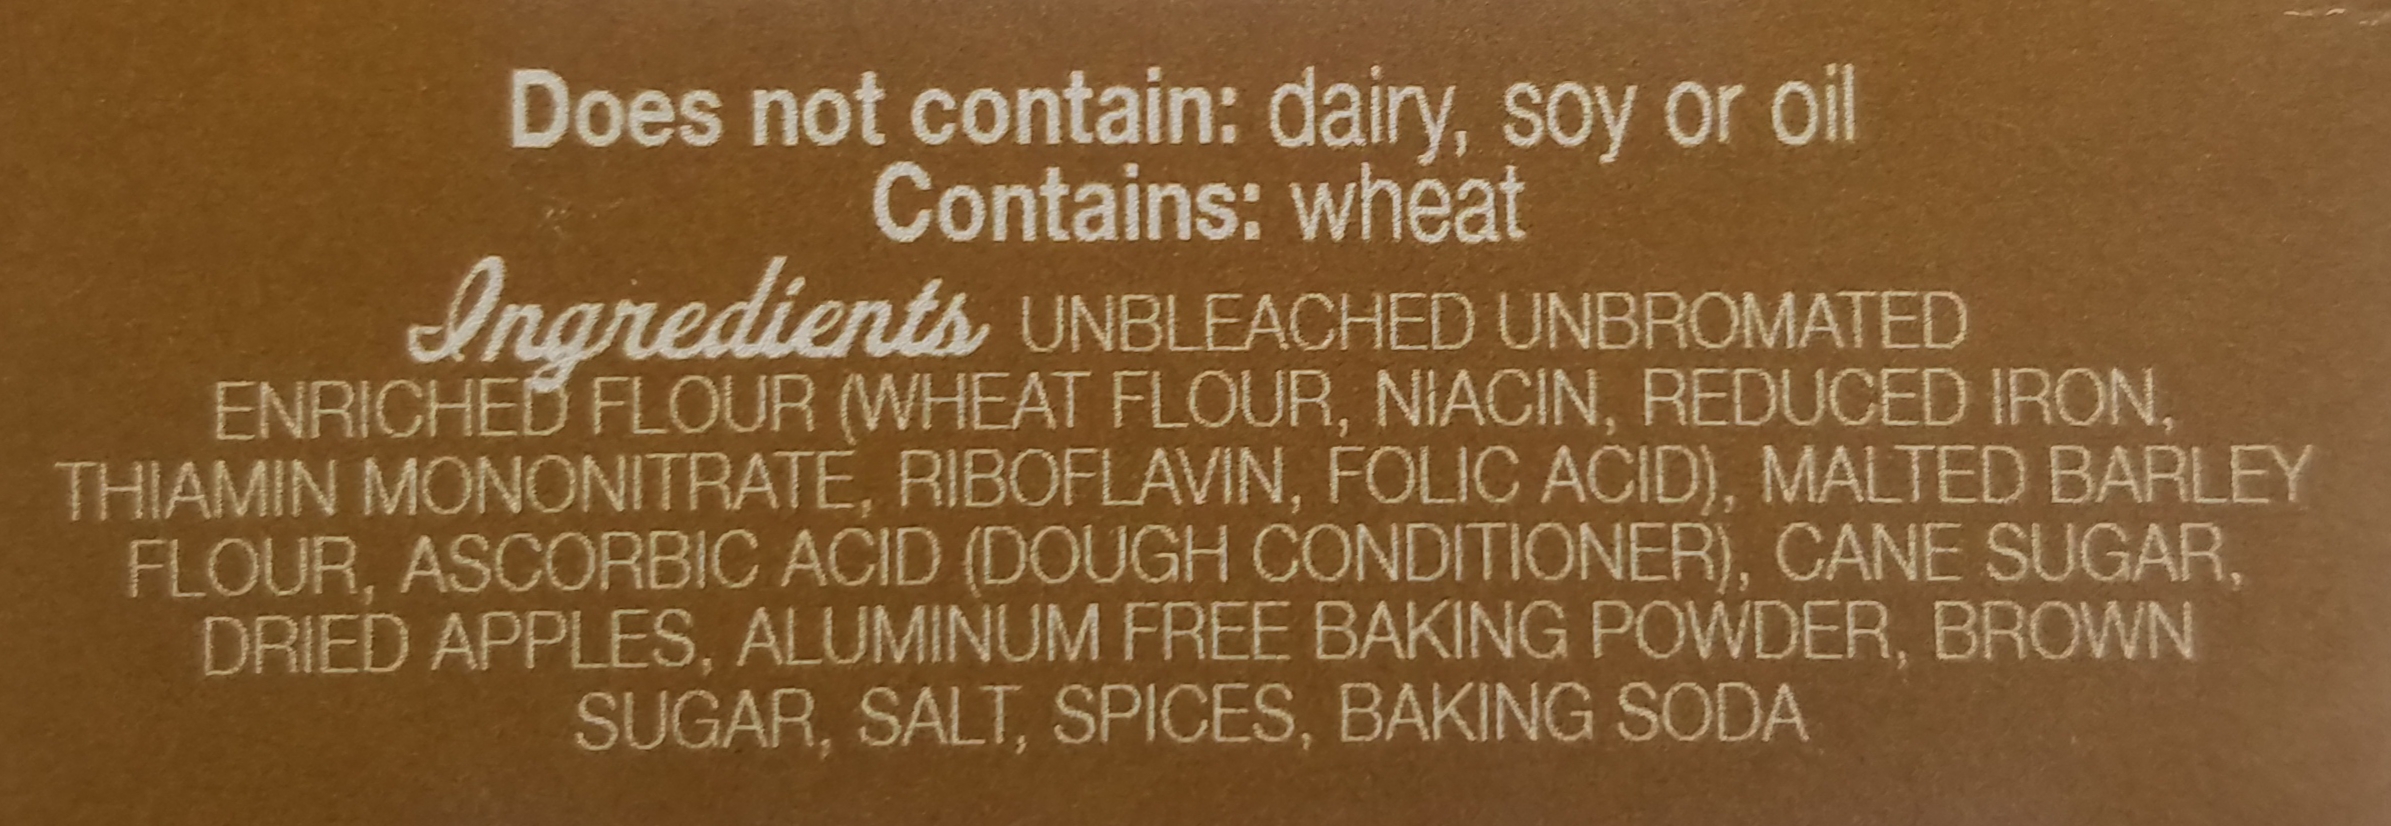 Does not contain: dairy, soy or oil
Contains: wheat
Ingredients UNBLEACHED UNBROMATED
ENRICHED FLOUR (WHEAT FLOUR, NIACIN, REDUCED IRON,
THIAMIN MONONITRATE, RIBOFLAVIN, FOLIC ACID), MALTED BARLEY
FLOUR, ASCORBIC ACID (DOUGH CONDITIONER), CANE SUGAR,
DRIED APPLES, ALUMINUM FREE BAKING POWDER, BROWN
SUGAR, SALT, SPICES, BAKING SODA